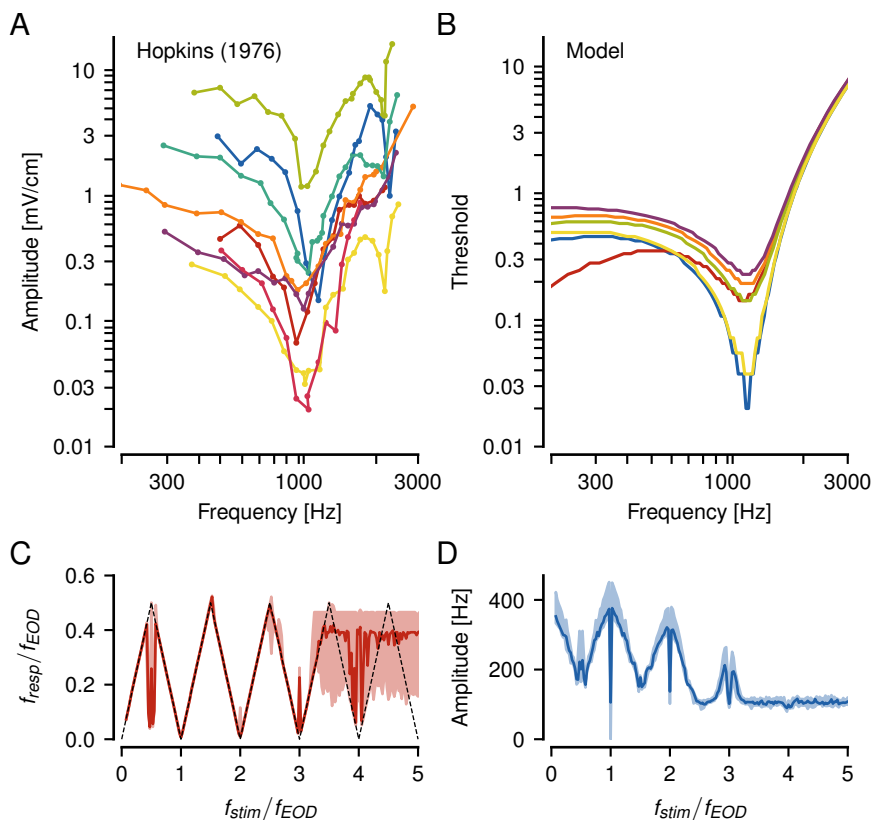 A
Hopkins (1976)
Amplitude [mV/cm]
10
3
1
0.3
0.1
0.03
0.01
300
1000
3000
Frequency [Hz]
B
Model
Threshold
10
3
1
0.3
0.1
0.03
0.01
300
1000
3000
Frequency [Hz]
C
f_resp / f_EOD
0.6
0.4
0.2
0.0
0
1
2
3
4
5
f_stim / f_EOD
D
Amplitude [Hz]
400
200
0
0
1
2
3
4
5
f_stim / f_EOD